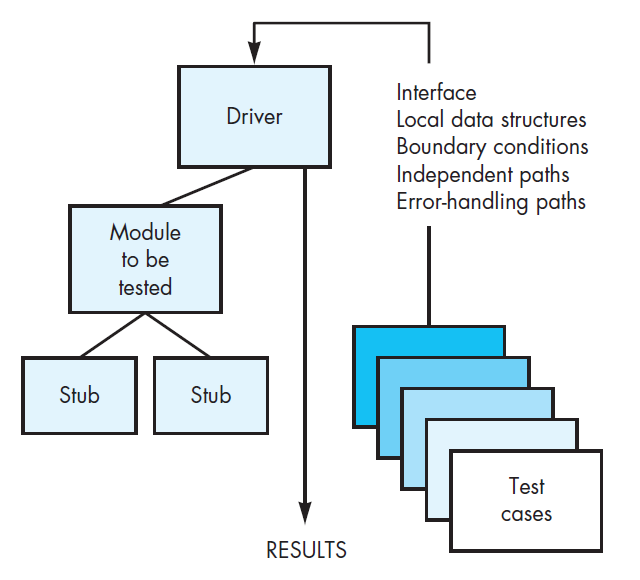 Driver
Interface
Local data structures
Boundary conditions
Independent paths
Error-handling paths
Module
to be
tested
Stub
Stub
Test
cases
RESULTS